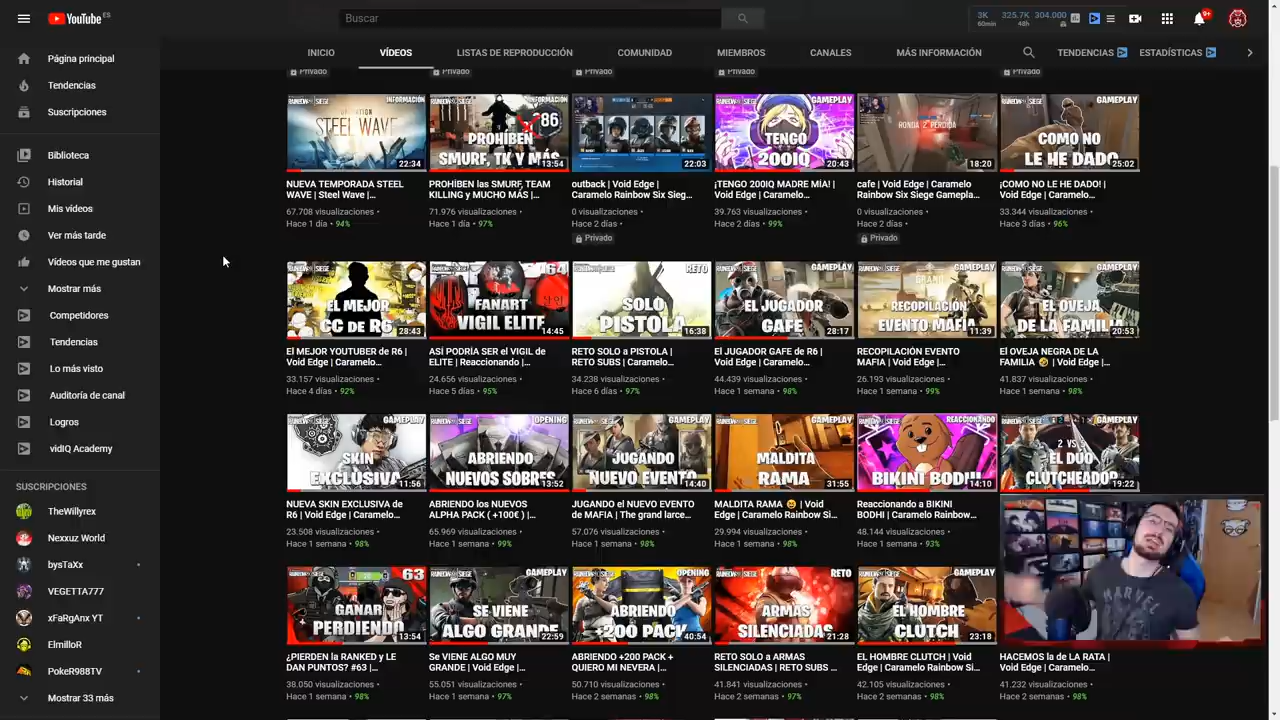 YouTube ES
Buscar
3K
60min
325.7K
48h
304.000
9+
INICIO
VÍDEOS
LISTAS DE REPRODUCCIÓN
COMUNIDAD
MIEMBROS
CANALES
MÁS INFORMACIÓN
TENDENCIAS
ESTADÍSTICAS
Página principal
Tendencias
Suscripciones
Biblioteca
Historial
Mis vídeos
Ver más tarde
Vídeos que me gustan
Mostrar más
Competidores
Tendencias
Lo más visto
Auditoría de canal
Logros
vidIQ Academy
SUSCRIPCIONES
TheWillyrex
Nexxuz World
bysTaXx
VEGETTA777
xFaRgAnx YT
ElmilloR
PokeR988TV
Mostrar 33 más
Privado
Privado
Privado
Privado
Privado
INFORMACIÓN
STEEL WAVE
22:34
INFORMACIÓN
86
PROHÍBEN
SMURF, TK Y MÁS
13:54
22:03
GAMEPLAY
TENGO
200IQ
20:43
RONDA 2 PERDIDA
18:20
GAMEPLAY
COMO NO
LE HE DADO
25:02
NUEVA TEMPORADA STEEL
WAVE | Steel Wave |...
67.708 visualizaciones •
Hace 1 día • 94%
PROHÍBEN las SMURF, TEAM
KILLING y MUCHO MÁS |...
71.976 visualizaciones •
Hace 1 día • 97%
outback | Void Edge |
Caramelo Rainbow Six Sieg...
0 visualizaciones •
Hace 2 días •
Privado
¡TENGO 200IQ MADRE MÍA! |
Void Edge | Caramelo...
39.763 visualizaciones •
Hace 2 días • 99%
cafe | Void Edge | Caramelo
Rainbow Six Siege Gamepla...
0 visualizaciones •
Hace 2 días •
Privado
¡COMO NO LE HE DADO! |
Void Edge | Caramelo...
33.344 visualizaciones •
Hace 3 días • 96%
EL MEJOR
CC de R6
28:43
64
FANART
VIGIL ELITE
14:45
RETO
SOLO
PISTOLA
16:38
GAMEPLAY
EL JUGADOR
GAFE
28:17
GAMEPLAY
RECOPILACIÓN
EVENTO MAFIA
11:39
GAMEPLAY
EL OVEJA
DE LA FAMILIA
20:53
El MEJOR YOUTUBER de R6 |
Void Edge | Caramelo...
33.157 visualizaciones •
Hace 4 días • 92%
ASÍ PODRÍA SER el VIGIL de
ELITE | Reaccionando |...
24.656 visualizaciones •
Hace 5 días • 95%
RETO SOLO a PISTOLA |
RETO SUBS | Caramelo...
34.238 visualizaciones •
Hace 6 días • 97%
El JUGADOR GAFE de R6 |
Void Edge | Caramelo...
44.439 visualizaciones •
Hace 1 semana • 98%
RECOPILACIÓN EVENTO
MAFIA | Void Edge |...
26.193 visualizaciones •
Hace 1 semana • 99%
El OVEJA NEGRA DE LA
FAMILIA 🤣 | Void Edge |...
41.837 visualizaciones •
Hace 1 semana • 98%
GAMEPLAY
SKIN
EXCLUSIVA
11:56
OPENING
ABRIENDO
NUEVOS SOBRES
13:52
GAMEPLAY
JUGANDO
NUEVO EVENTO
14:40
GAMEPLAY
MALDITA
RAMA
31:55
REACCIONANDO
BIKINI BODHI
14:10
GAMEPLAY
2 VS 5
EL DUO
CLUTCHEADOR
19:22
NUEVA SKIN EXCLUSIVA de
R6 | Void Edge | Caramelo...
23.508 visualizaciones •
Hace 1 semana • 98%
ABRIENDO los NUEVOS
ALPHA PACK ( +100€ ) |...
65.969 visualizaciones •
Hace 1 semana • 99%
JUGANDO el NUEVO EVENTO
de MAFIA | The grand larce...
57.076 visualizaciones •
Hace 1 semana • 98%
MALDITA RAMA 😡 | Void
Edge | Caramelo Rainbow Si...
29.994 visualizaciones •
Hace 1 semana • 98%
Reaccionando a BIKINI
BODHI | Caramelo Rainbow...
48.144 visualizaciones •
Hace 1 semana • 93%
MARVEL
63
GANAR
PERDIENDO
13:54
GAMEPLAY
SE VIENE
ALGO GRANDE
22:59
OPENING
ABRIENDO
+200 PACK
40:54
RETO
ARMAS
SILENCIADAS
21:28
GAMEPLAY
EL HOMBRE
CLUTCH
23:18
¿PIERDEN la RANKED y LE
DAN PUNTOS? #63 |...
38.050 visualizaciones •
Hace 1 semana • 98%
Se VIENE ALGO MUY
GRANDE | Void Edge |...
55.051 visualizaciones •
Hace 1 semana • 97%
ABRIENDO +200 PACK +
QUIERO MI NEVERA |...
50.710 visualizaciones •
Hace 2 semanas • 98%
RETO SOLO a ARMAS
SILENCIADAS | RETO SUBS ...
41.841 visualizaciones •
Hace 2 semanas • 97%
EL HOMBRE CLUTCH | Void
Edge | Caramelo Rainbow Si...
42.105 visualizaciones •
Hace 2 semanas • 98%
HACEMOS la de LA RATA |
Void Edge | Caramelo...
41.232 visualizaciones •
Hace 2 semanas • 98%